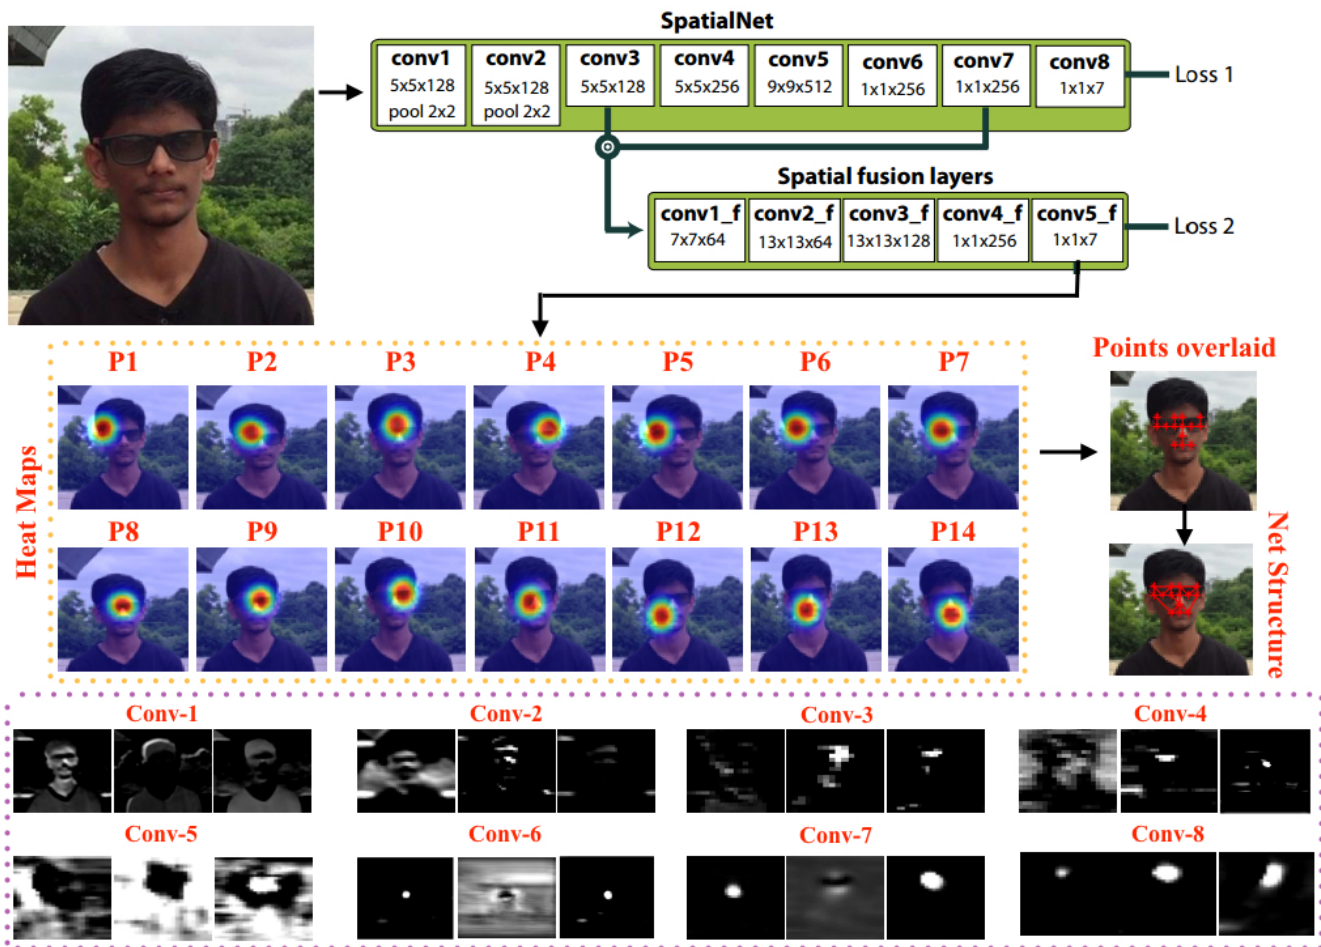 SpatialNet
conv1 conv2 conv3 conv4 conv5 conv6 conv7 conv8
5x5x128 5x5x128 5x5x128 5x5x256 9x9x512 1x1x256 1x1x256 1x1x7
pool 2x2 pool 2x2
Loss 1
Spatial fusion layers
conv1_f conv2_f conv3_f conv4_f conv5_f
7x7x64 13x13x64 13x13x128 1x1x256 1x1x7
Loss 2
Heat Maps
P1 P2 P3 P4 P5 P6 P7
P8 P9 P10 P11 P12 P13 P14
Points overlaid
Net Structure
Conv-1 Conv-2 Conv-3 Conv-4
Conv-5 Conv-6 Conv-7 Conv-8